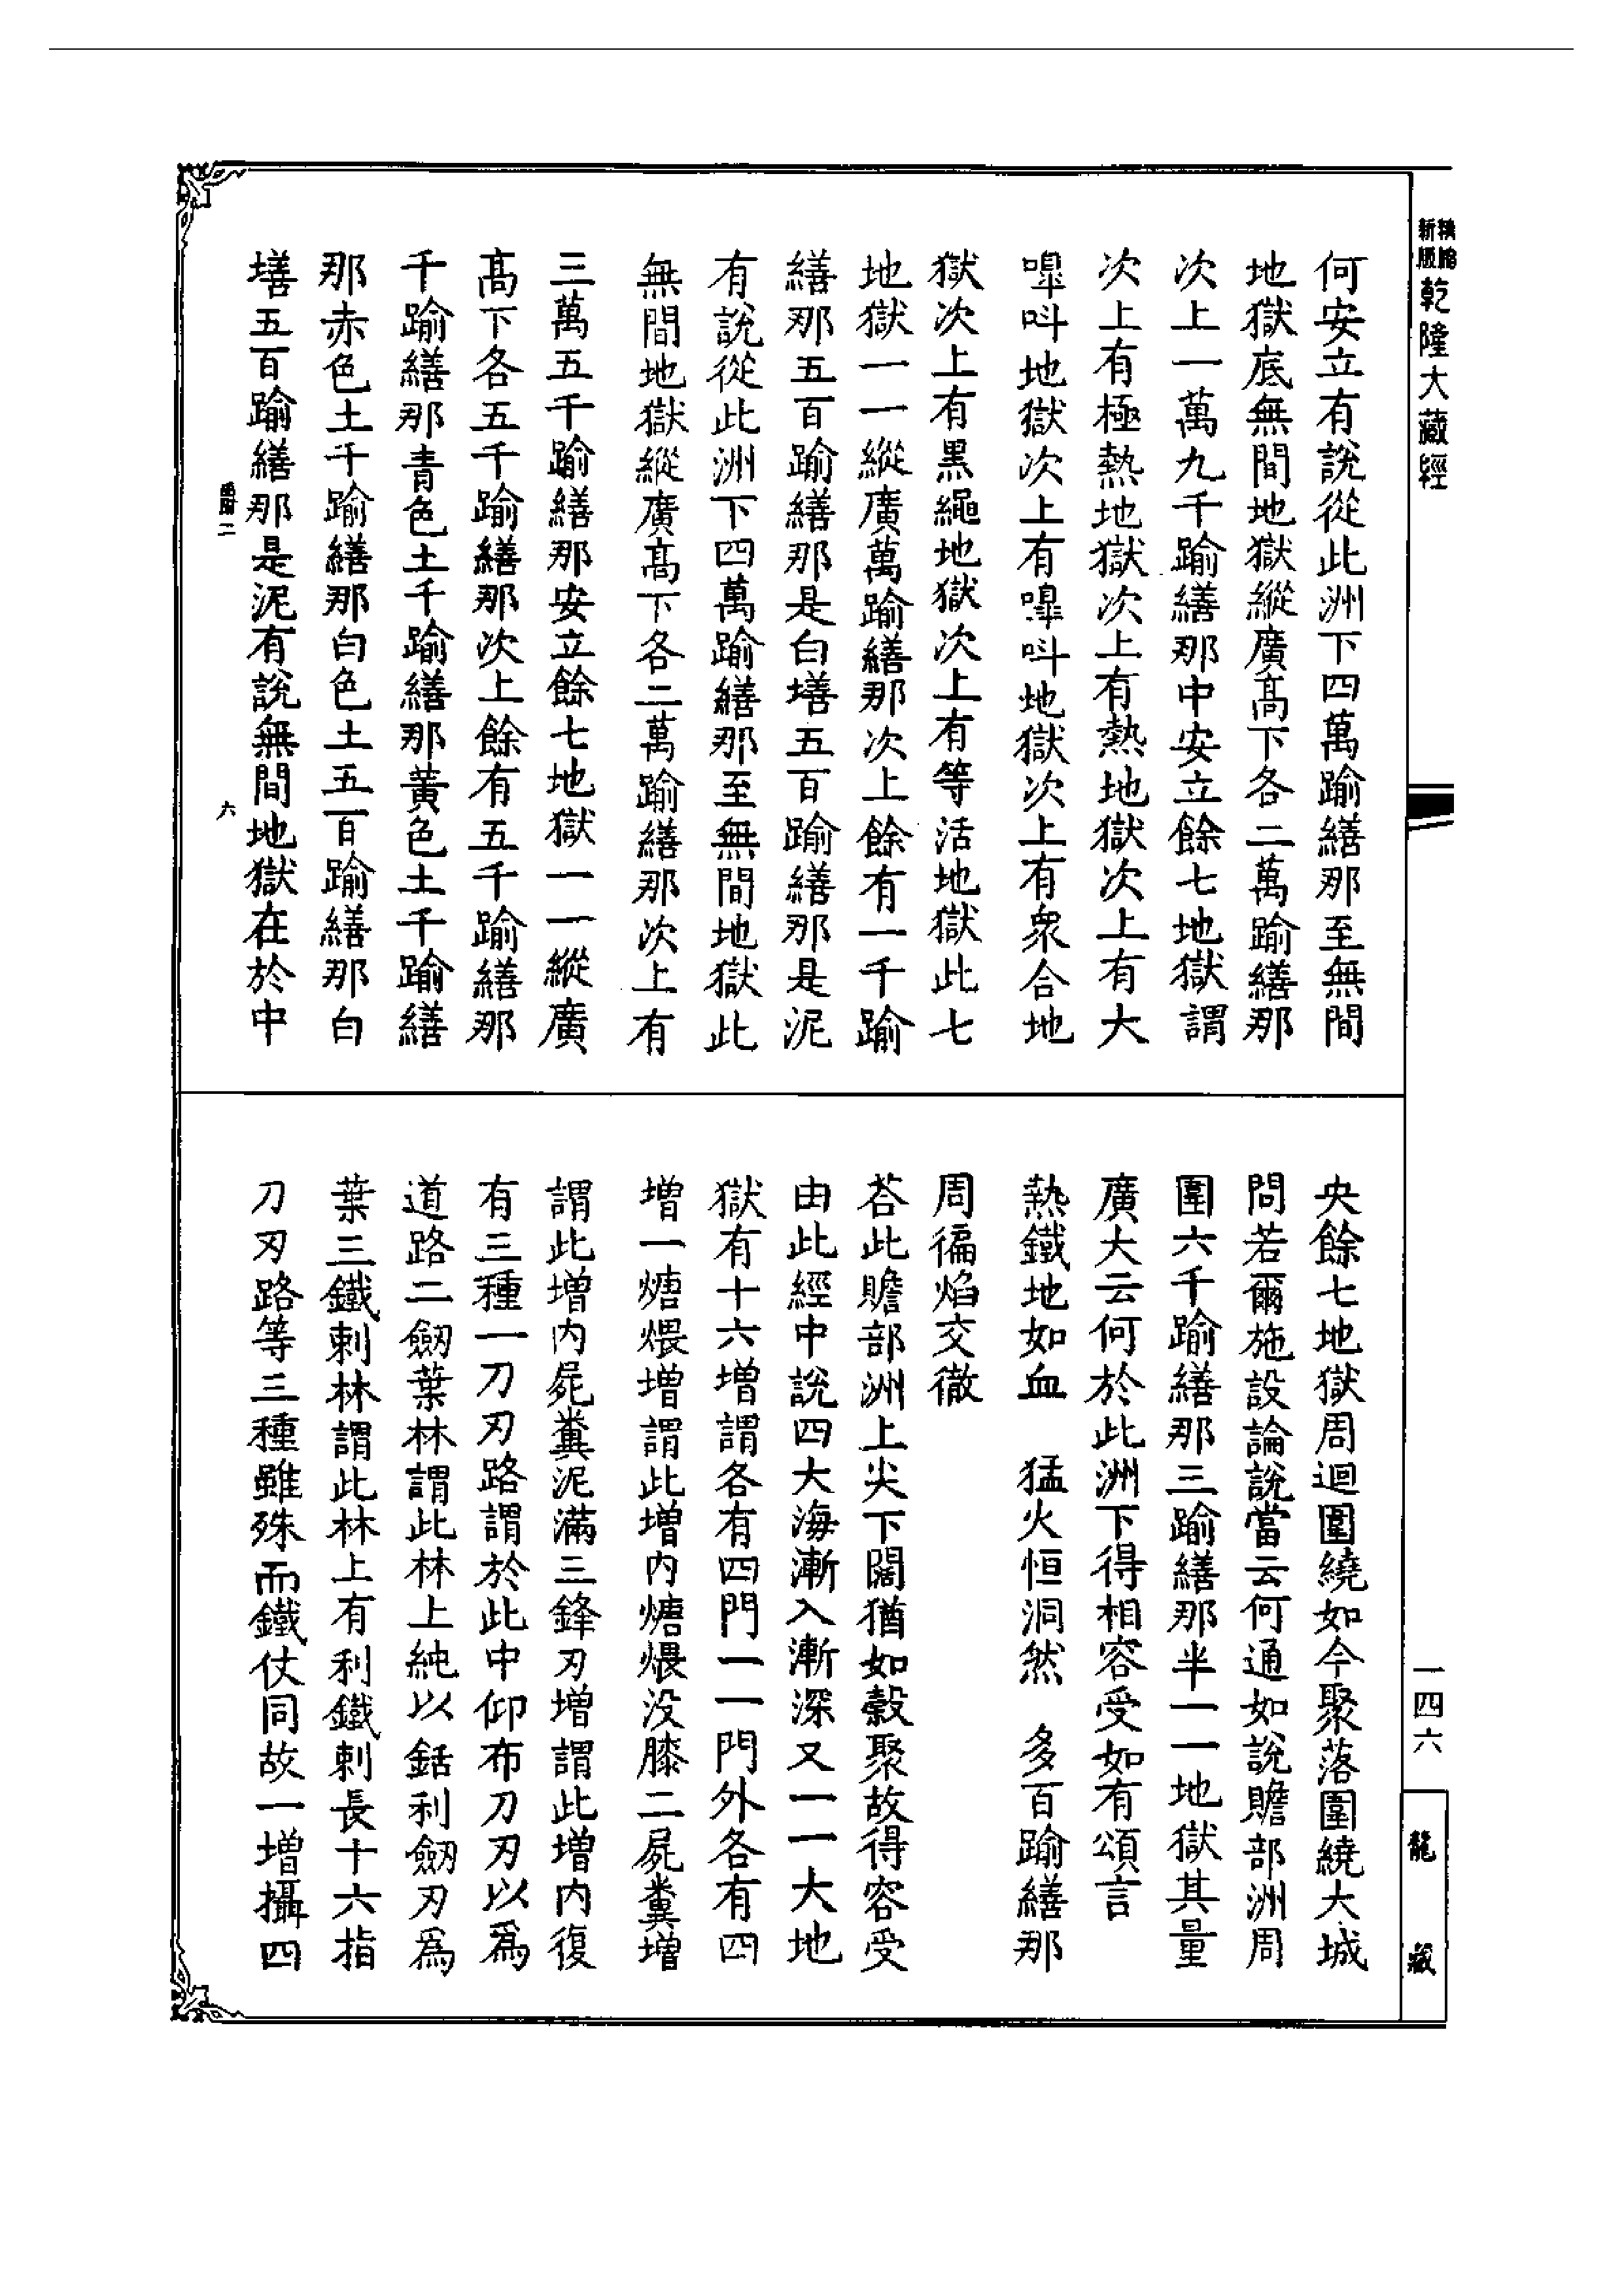 新版
精縮
乾隆大藏經
何安立有說從此洲下四萬踰繕那至無間
地獄底無間地獄縱廣高下各二萬踰繕那
次上一萬九千踰繕那中安立餘七地獄謂
次上有極熱地獄次上有熱地獄次上有大
嘷叫地獄次上有嘷叫地獄次上有衆合地
獄次上有黑繩地獄次上有等活地獄此七
地獄一一縱廣萬踰繕那次上餘有一千踰
繕那五百踰繕那是白墡五百踰繕那是泥
有說從此洲下四萬踰繕那至無間地獄此
無間地獄縱廣高下各二萬踰繕那次上有
三萬五千踰繕那安立餘七地獄一一縱廣
高下各五千踰繕那次上餘有五千踰繕那
千踰繕那青色土千踰繕那黃色土千踰繕
那赤色土千踰繕那白色土五百踰繕那白
墡五百踰繕那是泥有說無間地獄在於中
爵二
六
央餘七地獄周迴圍繞如今聚落圍繞大城
問若爾施設論說當云何通如說贍部洲周
圍六千踰繕那三踰繕那半一一地獄其量
廣大云何於此洲下得相容受如有頌言
熱鐵地如血　猛火恒洞然　多百踰繕那
周徧焰交徹
荅此贍部洲上尖下闊猶如穀聚故得容受
由此經中說四大海漸入漸深又一一大地
獄有十六增謂各有四門一一門外各有四
增一煻煨增謂此增內煻煨沒膝二屍糞增
謂此增內屍糞泥滿三鋒刃增謂此增內復
有三種一刀刃路謂於此中仰布刀刃以爲
道路二劒葉林謂此林上純以銛利劒刃爲
葉三鐵刺林謂此林上有利鐵刺長十六指
刀刃路等三種雖殊而鐵仗同故一增攝四
一四六
龍藏